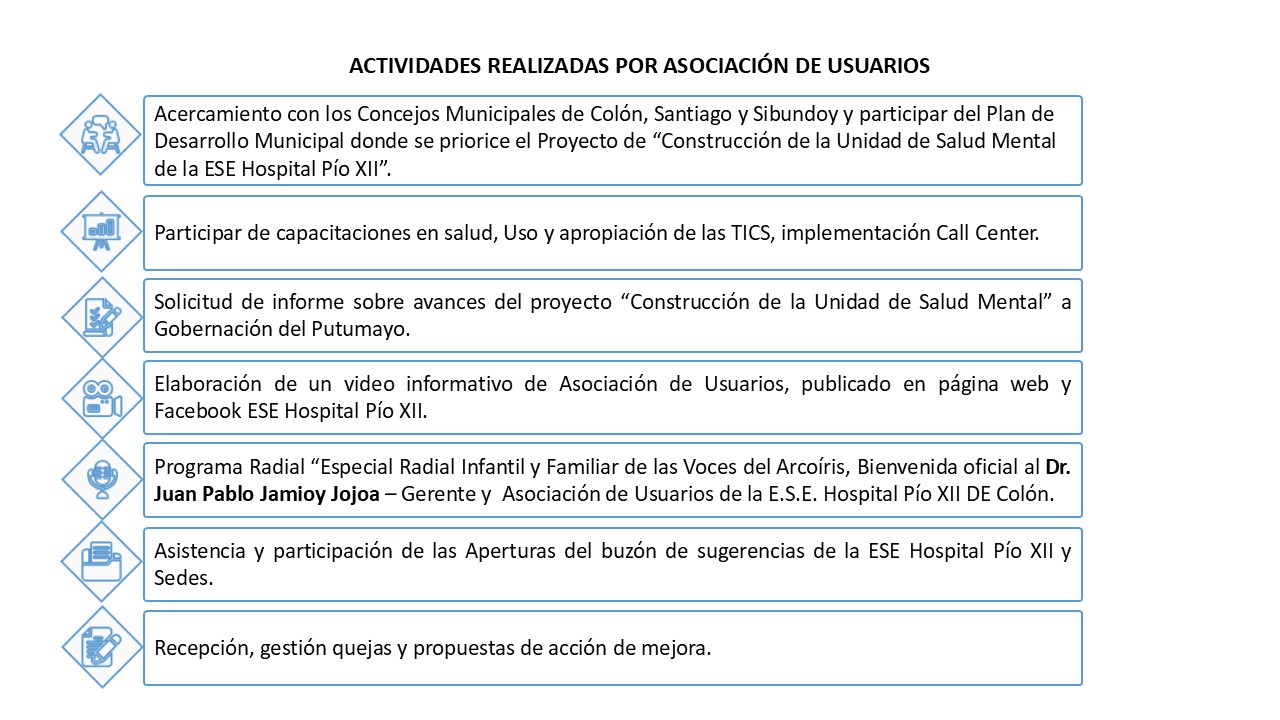 ACTIVIDADES REALIZADAS POR ASOCIACIÓN DE USUARIOS
Acercamiento con los Concejos Municipales de Colón, Santiago y Sibundoy y participar del Plan de
Desarrollo Municipal donde se priorice el Proyecto de “Construcción de la Unidad de Salud Mental
de la ESE Hospital Pío XII”.
Participar de capacitaciones en salud, Uso y apropiación de las TICS, implementación Call Center.
Solicitud de informe sobre avances del proyecto “Construcción de la Unidad de Salud Mental” a
Gobernación del Putumayo.
Elaboración de un video informativo de Asociación de Usuarios, publicado en página web y
Facebook ESE Hospital Pío XII.
Programa Radial “Especial Radial Infantil y Familiar de las Voces del Arcoíris, Bienvenida oficial al Dr.
Juan Pablo Jamioy Jojoa – Gerente y Asociación de Usuarios de la E.S.E. Hospital Pío XII DE Colón.
Asistencia y participación de las Aperturas del buzón de sugerencias de la ESE Hospital Pío XII y
Sedes.
Recepción, gestión quejas y propuestas de acción de mejora.